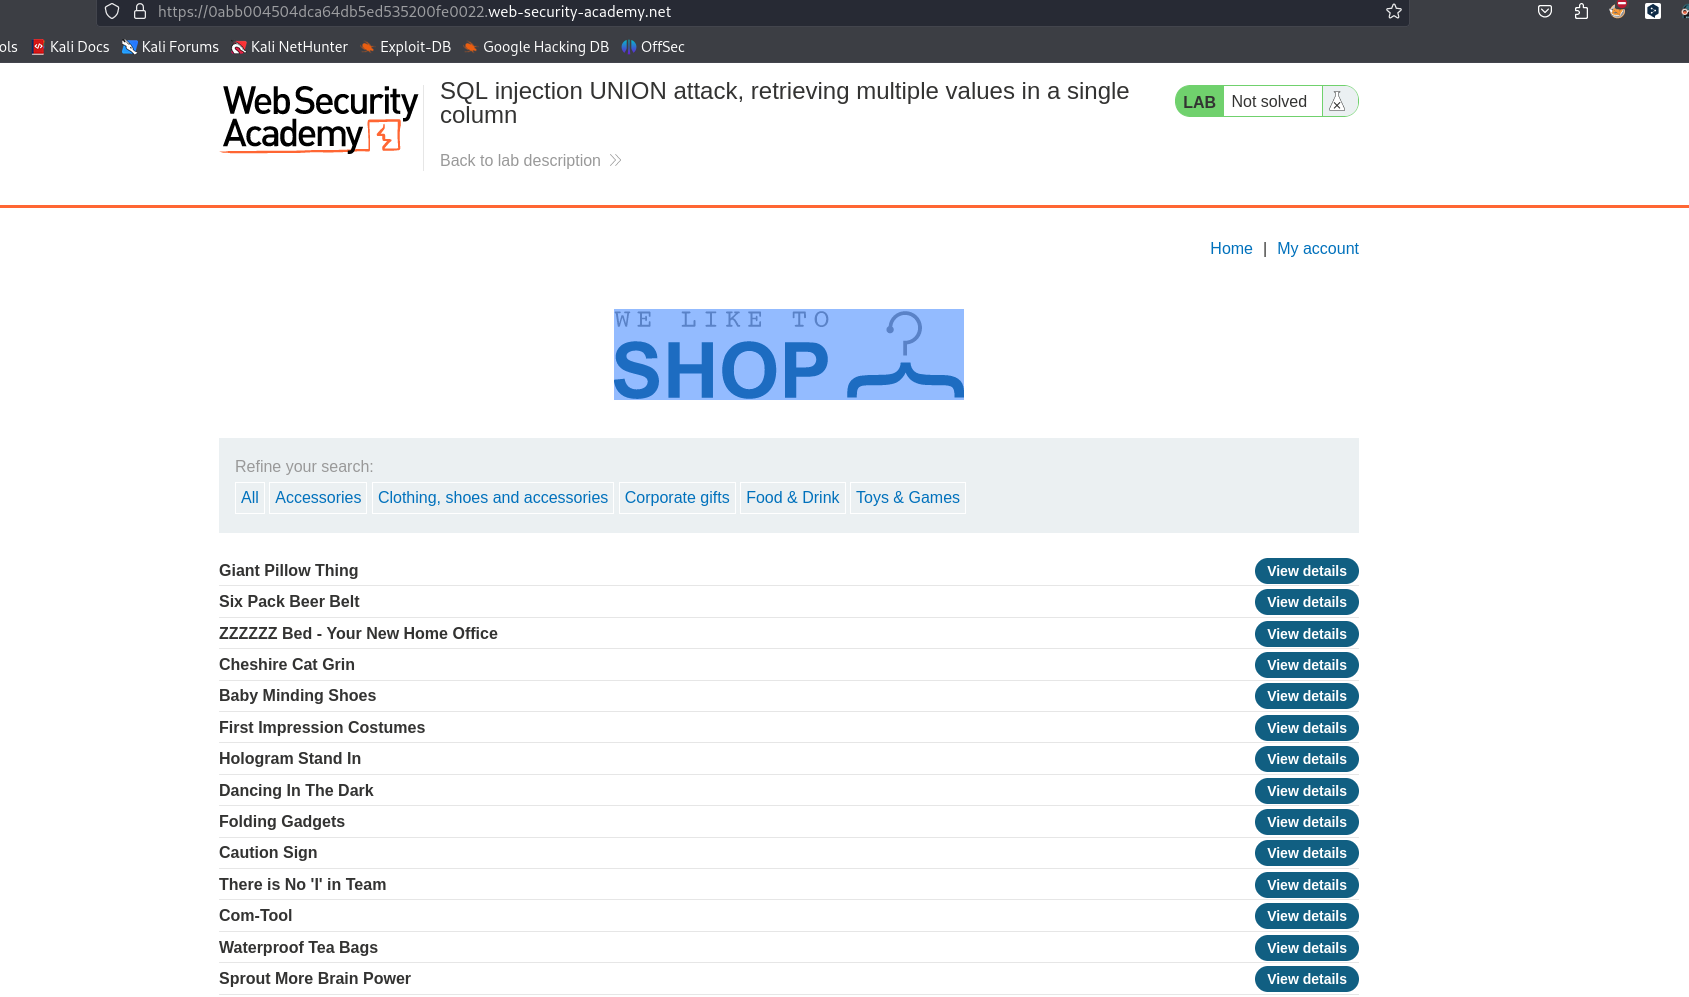 https://0abb004504dca64db5ed535200fe0022.web-security-academy.net
ols Kali Docs Kali Forums Kali NetHunter Exploit-DB Google Hacking DB OffSec
Web Security
Academy
SQL injection UNION attack, retrieving multiple values in a single
column
LAB Not solved
Back to lab description
Home | My account
WE LIKE TO
SHOP
Refine your search:
All Accessories Clothing, shoes and accessories Corporate gifts Food & Drink Toys & Games
Giant Pillow Thing View details
Six Pack Beer Belt View details
ZZZZZZ Bed - Your New Home Office View details
Cheshire Cat Grin View details
Baby Minding Shoes View details
First Impression Costumes View details
Hologram Stand In View details
Dancing In The Dark View details
Folding Gadgets View details
Caution Sign View details
There is No 'I' in Team View details
Com-Tool View details
Waterproof Tea Bags View details
Sprout More Brain Power View details